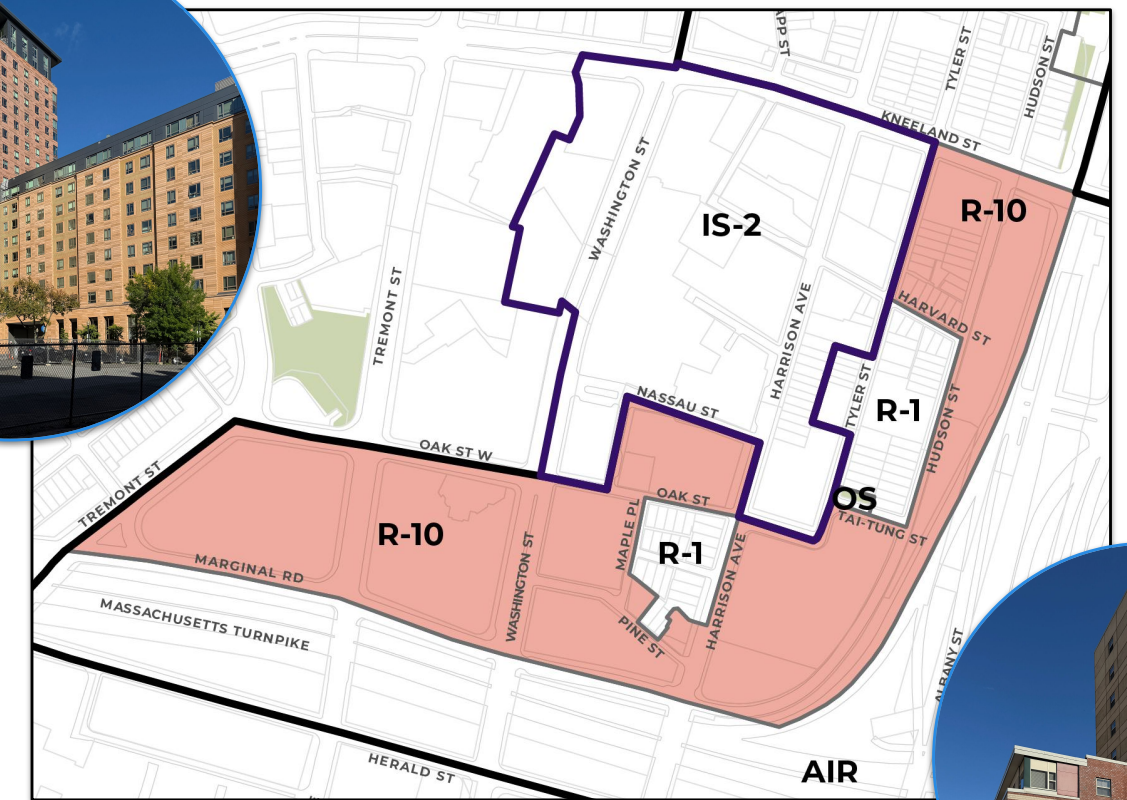 APP ST
TYLER ST
HUDSON ST
KNEELAND ST
WASHINGTON ST
IS-2
R-10
TREMONT ST
HARRISON AVE
HARVARD ST
TYLER ST
R-1
HUDSON ST
NASSAU ST
OAK ST W
TREMONT ST
OAK ST
OS
TAI-TUNG ST
R-10
MAPLE PL
R-1
WASHINGTON ST
HARRISON AVE
MARGINAL RD
MASSACHUSETTS TURNPIKE
PINE ST
ALBANY ST
HERALD ST
AIR